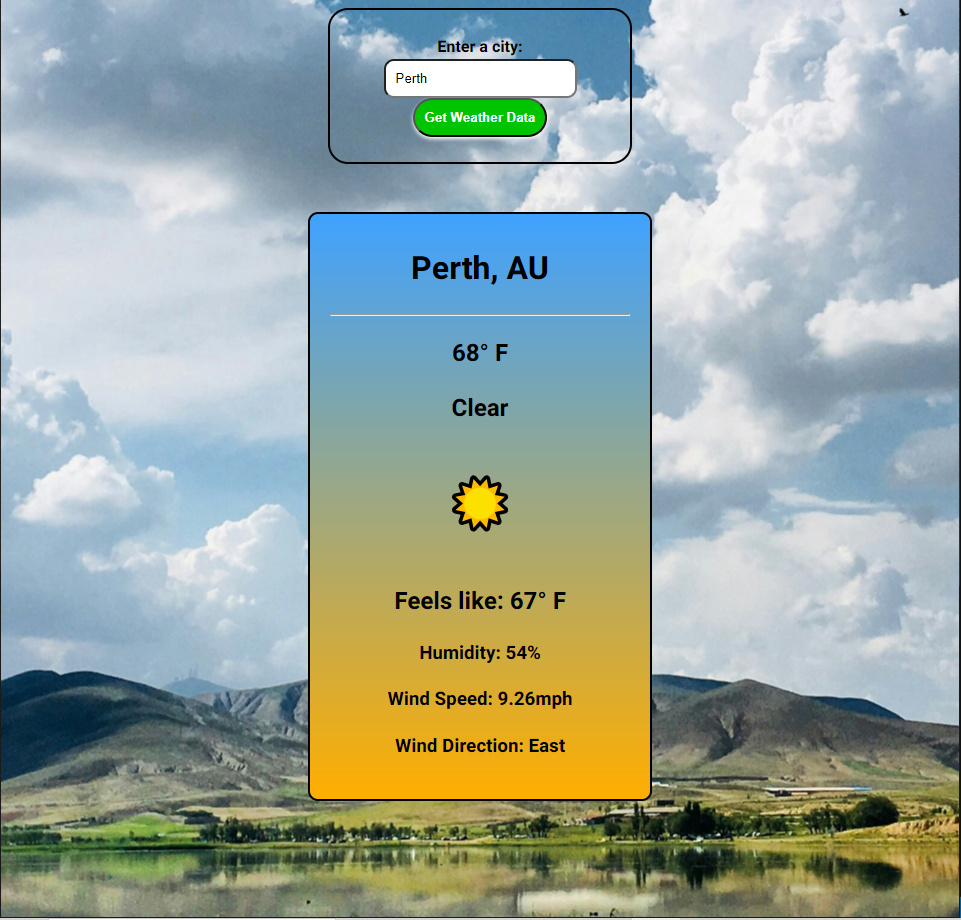 Enter a city:
Perth
Get Weather Data
Perth, AU
68° F
Clear
Feels like: 67° F
Humidity: 54%
Wind Speed: 9.26mph
Wind Direction: East